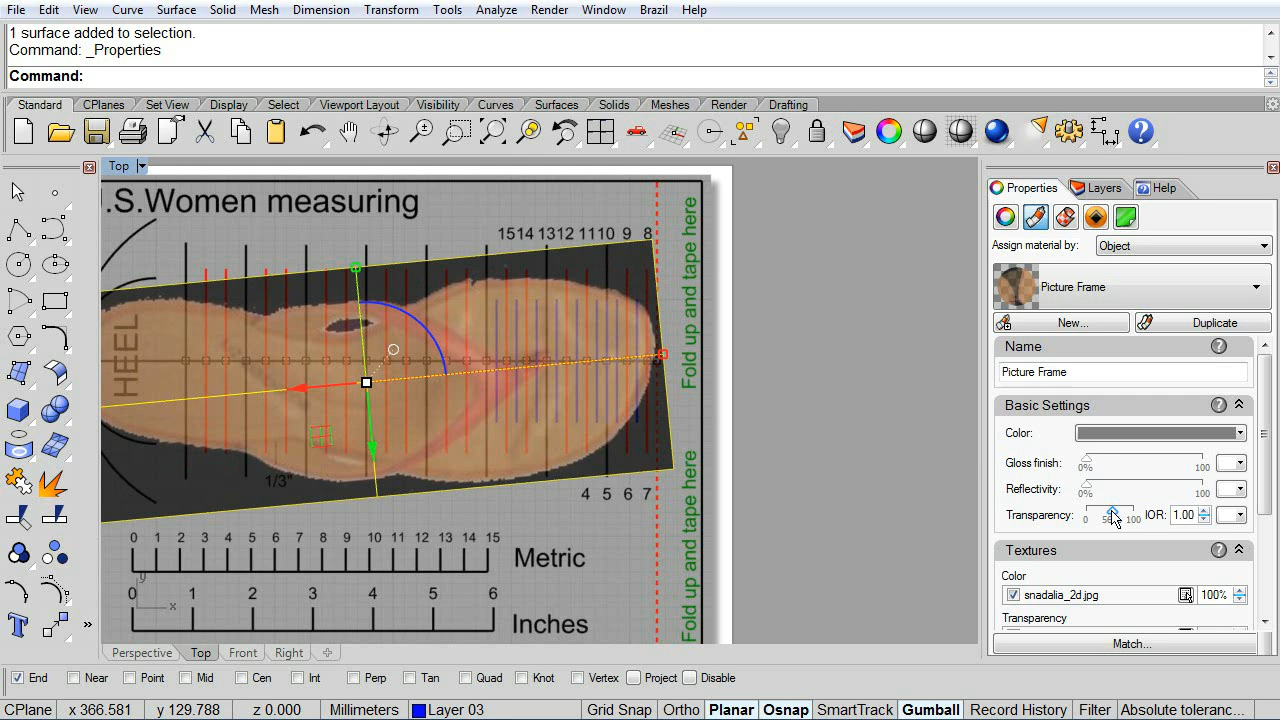 File Edit View Curve Surface Solid Mesh Dimension Transform Tools Analyze Render Window Brazil Help
1 surface added to selection.
Command: _Properties
Command:
Standard CPlanes Set View Display Select Viewport Layout Visibility Curves Surfaces Solids Meshes Render Drafting
Top
.S.Women measuring
15 14 13 12 11 10 9 8
HEEL
1/3"
4 5 6 7
Fold up and tape here
Fold up and tape here
0 1 2 3 4 5 6 7 8 9 10 11 12 13 14 15
Metric
y
x
0 1 2 3 4 5 6
Inches
Perspective Top Front Right
Properties Layers Help
Assign material by: Object
Picture Frame
New... Duplicate
Name
Picture Frame
Basic Settings
Color:
Gloss finish: 0% 100
Reflectivity: 0% 100
Transparency: 0 100 IOR: 1.00
Textures
Color
snadalia_2d.jpg 100%
Transparency
Match...
End Near Point Mid Cen Int Perp Tan Quad Knot Vertex Project Disable
CPlane x 366.581 y 129.788 z 0.000 Millimeters Layer 03 Grid Snap Ortho Planar Osnap SmartTrack Gumball Record History Filter Absolute toleranc...